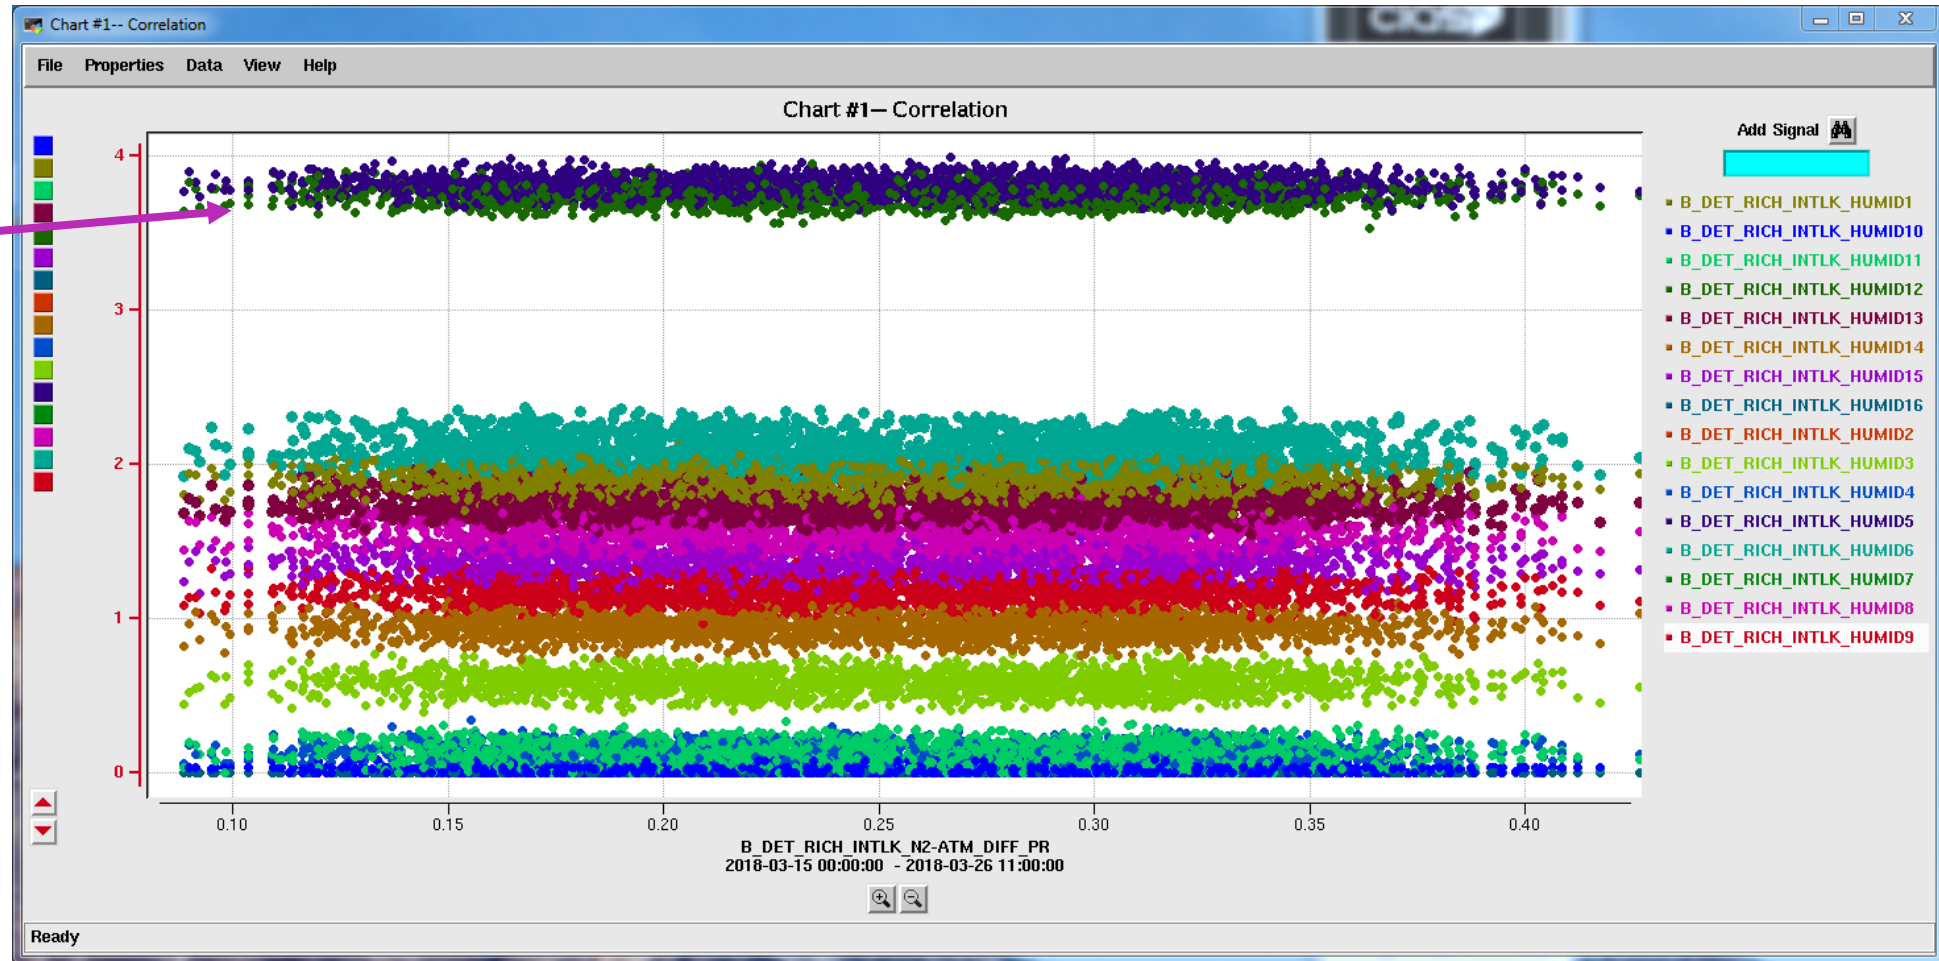 Chart #1-- Correlation
File Properties Data View Help
Chart #1-- Correlation
Add Signal
4
3
2
1
0
B_DET_RICH_INTLK_HUMID1
B_DET_RICH_INTLK_HUMID10
B_DET_RICH_INTLK_HUMID11
B_DET_RICH_INTLK_HUMID12
B_DET_RICH_INTLK_HUMID13
B_DET_RICH_INTLK_HUMID14
B_DET_RICH_INTLK_HUMID15
B_DET_RICH_INTLK_HUMID16
B_DET_RICH_INTLK_HUMID2
B_DET_RICH_INTLK_HUMID3
B_DET_RICH_INTLK_HUMID4
B_DET_RICH_INTLK_HUMID5
B_DET_RICH_INTLK_HUMID6
B_DET_RICH_INTLK_HUMID7
B_DET_RICH_INTLK_HUMID8
B_DET_RICH_INTLK_HUMID9
0.10 0.15 0.20 0.25 0.30 0.35 0.40
B_DET_RICH_INTLK_N2-ATM_DIFF_PR
2018-03-15 00:00:00 - 2018-03-26 11:00:00
Ready